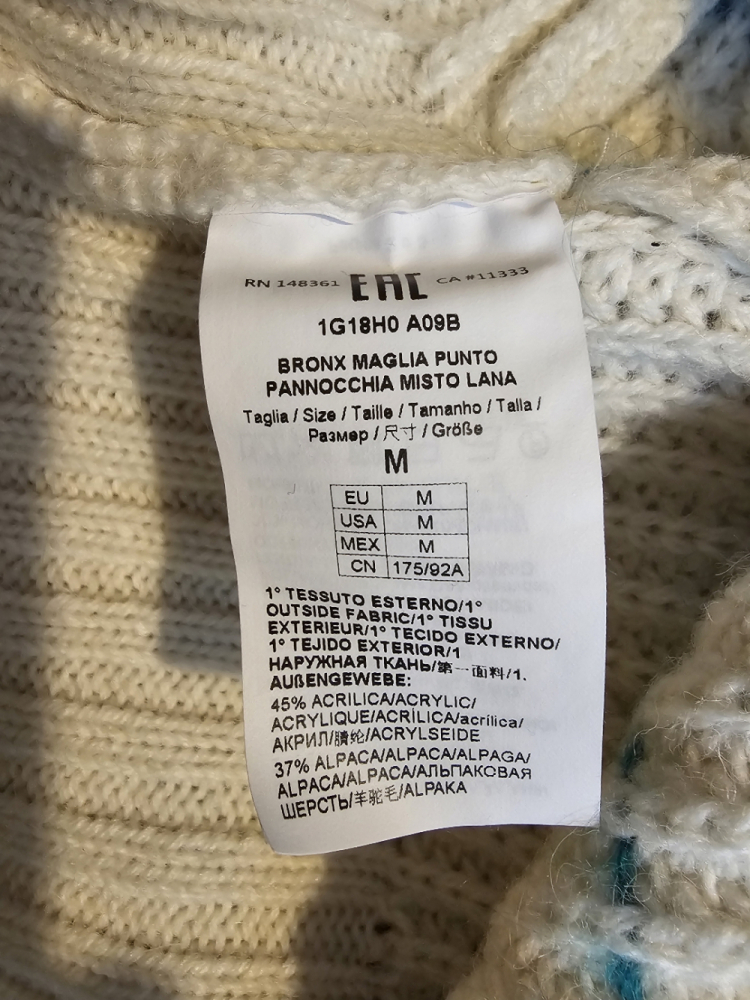 RN 148361 EAC CA #11333
1G18H0 A09B
BRONX MAGLIA PUNTO
PANNOCCHIA MISTO LANA
Taglia / Size / Taille / Tamanho / Talla /
Размер / 尺寸 / Größe
M
EU M
USA M
MEX M
CN 175/92A
1° TESSUTO ESTERNO/1°
OUTSIDE FABRIC/1° TISSU
EXTERIEUR/1° TECIDO EXTERNO/
1° TEJIDO EXTERIOR/1
НАРУЖНАЯ ТКАНЬ/第一面料/1.
AUßENGEWEBE:
45% ACRILICA/ACRYLIC/
ACRYLIQUE/ACRÍLICA/acrílica/
АКРИЛ/腈纶/ACRYLSEIDE
37% ALPACA/ALPACA/ALPAGA/
ALPACA/ALPACA/АЛЬПАКОВАЯ
ШЕРСТЬ/羊驼毛/ALPAKA